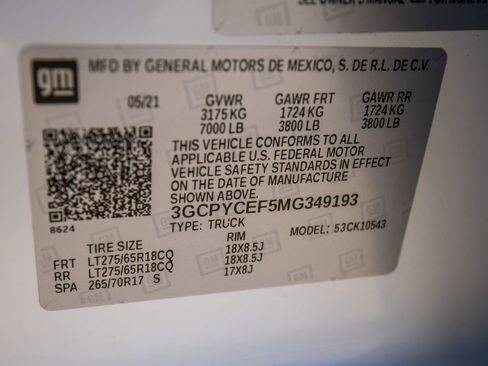 SEE OWNER'S MANUAL
gm
MFD BY GENERAL MOTORS DE MEXICO, S. DE R.L. DE C.V.
05/21 GVWR GAWR FRT GAWR RR
3175 KG 1724 KG 1724 KG
7000 LB 3800 LB 3800 LB
THIS VEHICLE CONFORMS TO ALL
APPLICABLE U.S. FEDERAL MOTOR
VEHICLE SAFETY STANDARDS IN EFFECT
ON THE DATE OF MANUFACTURE
SHOWN ABOVE.
8624
3GCPYCEF5MG349193
TYPE: TRUCK MODEL: 53CK10543
TIRE SIZE RIM
FRT LT275/65R18CQ 18X8.5J
RR LT275/65R18CQ 18X8.5J
SPA 265/70R17 S 17X8J